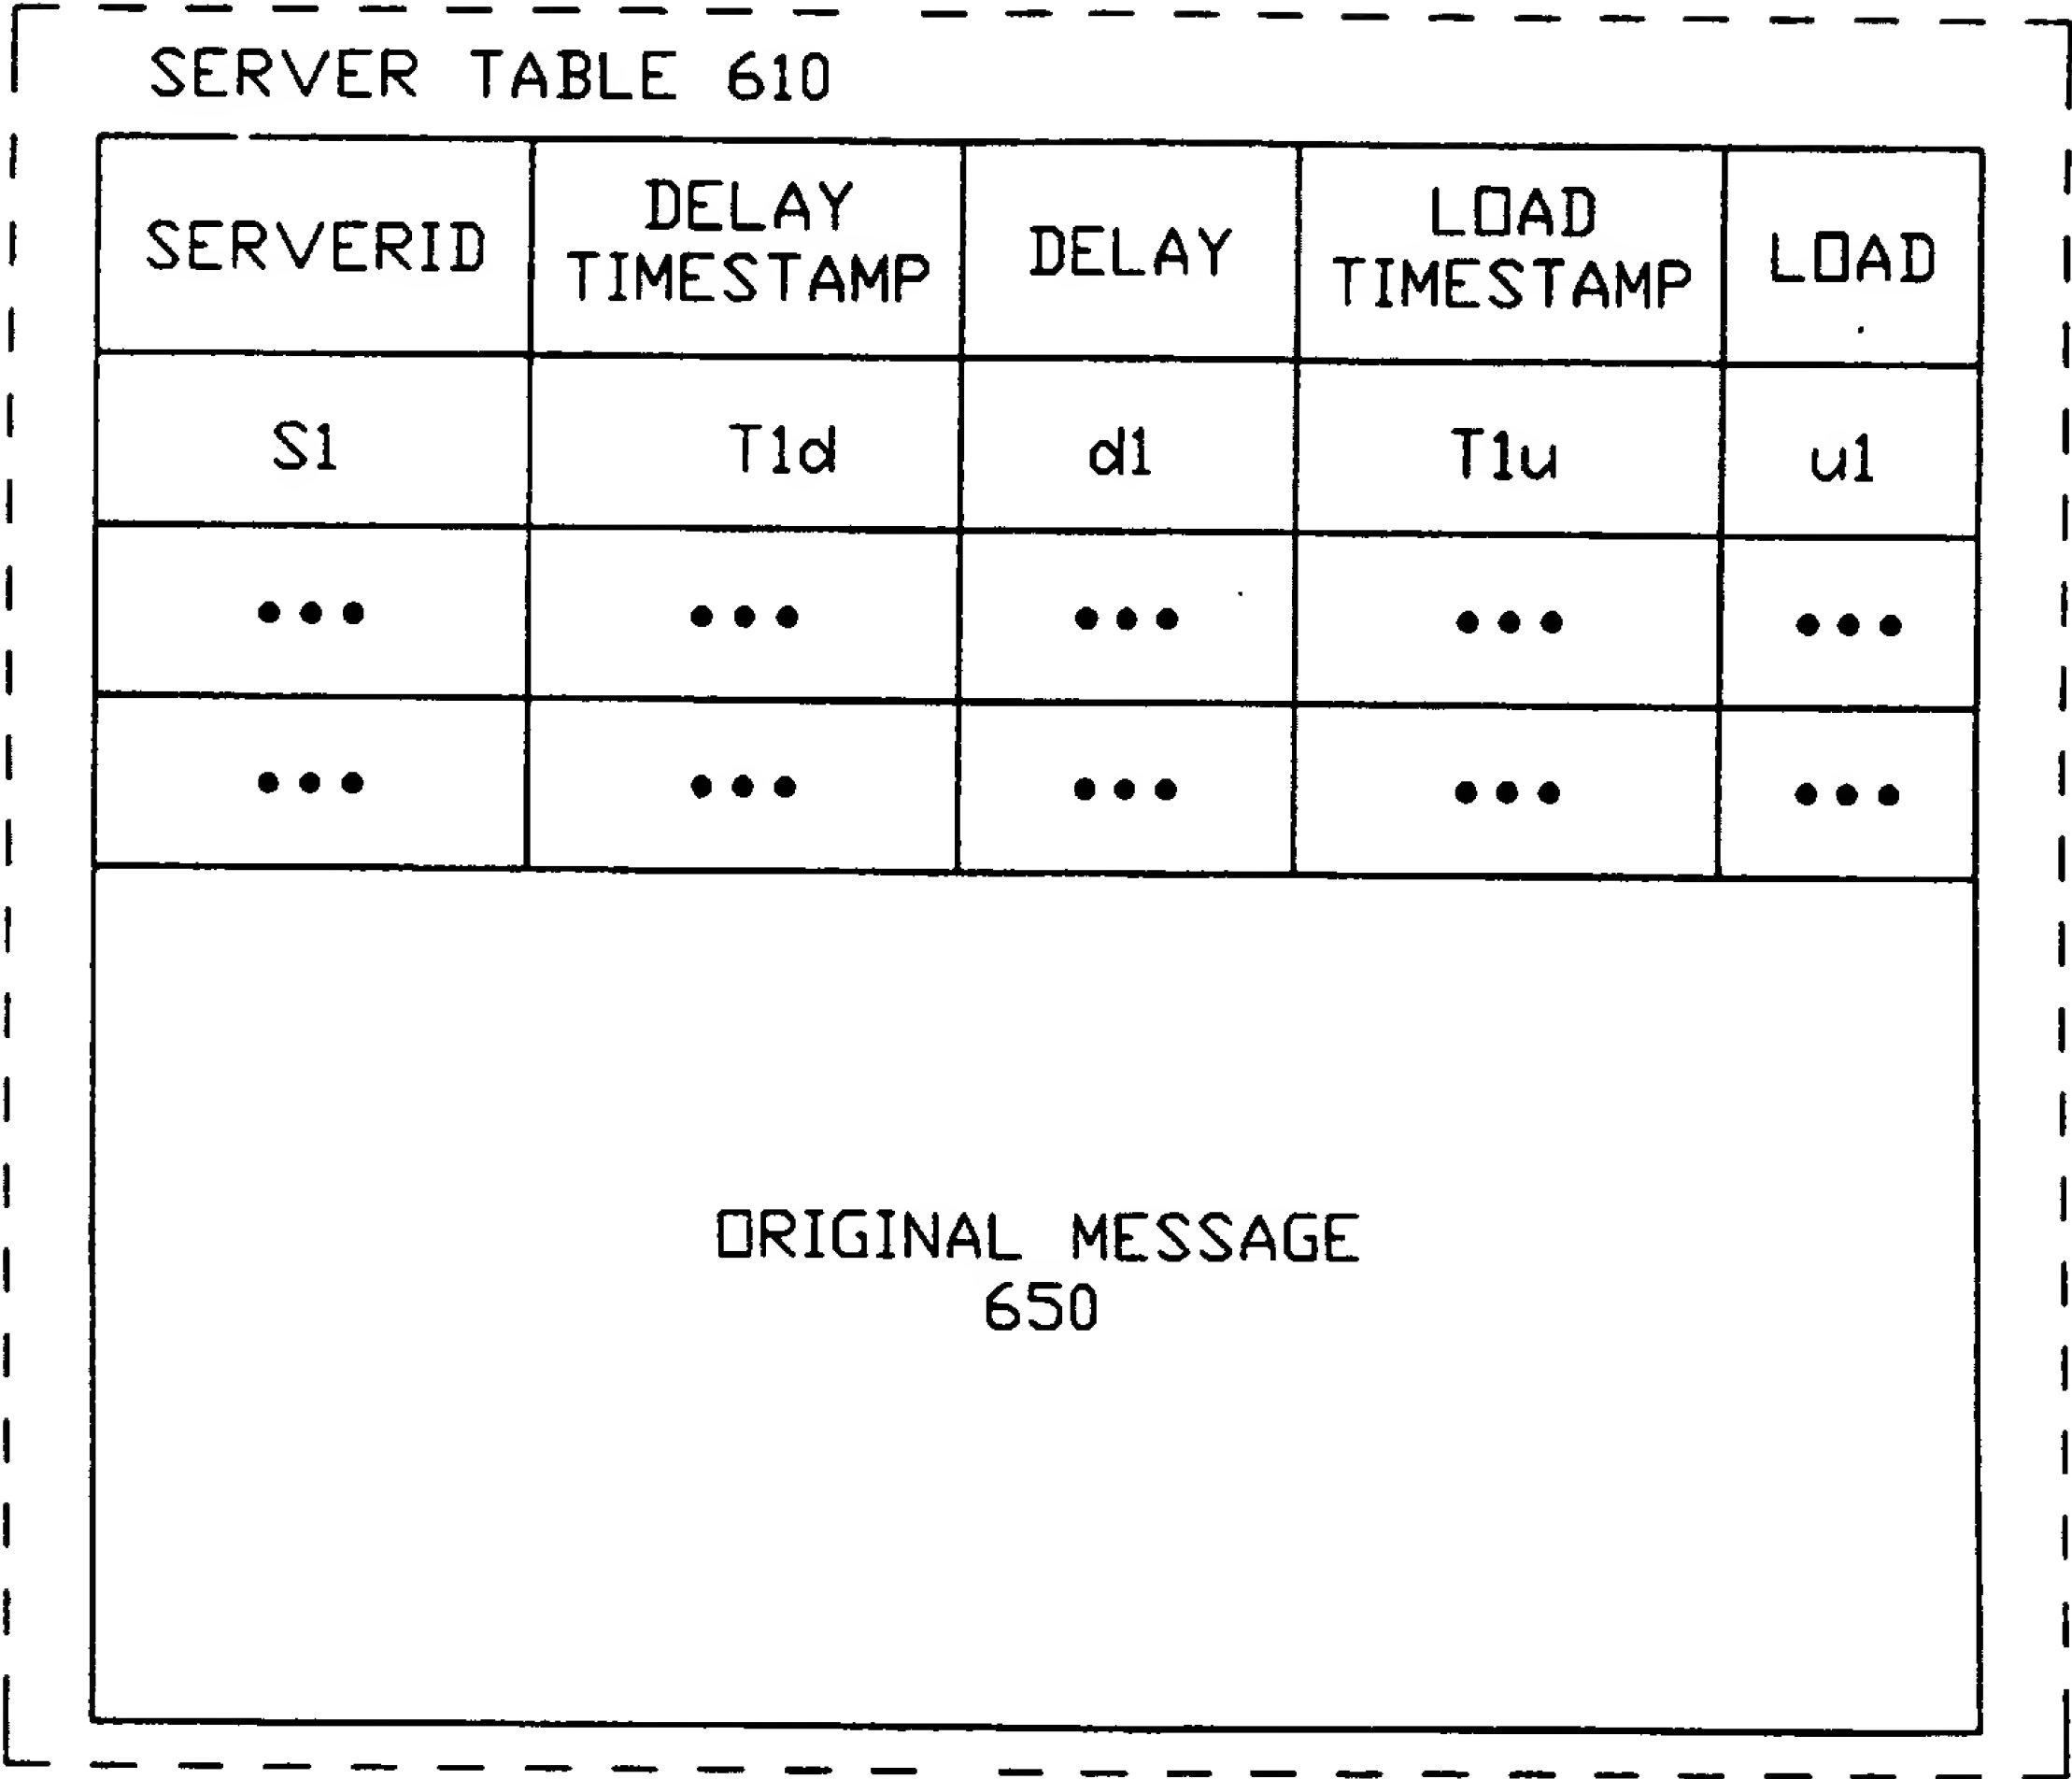 SERVER TABLE 610
SERVERID DELAY TIMESTAMP DELAY LOAD TIMESTAMP LOAD
S1 T1d d1 T1u u1
••• ••• ••• ••• •••
••• ••• ••• ••• •••
ORIGINAL MESSAGE
650